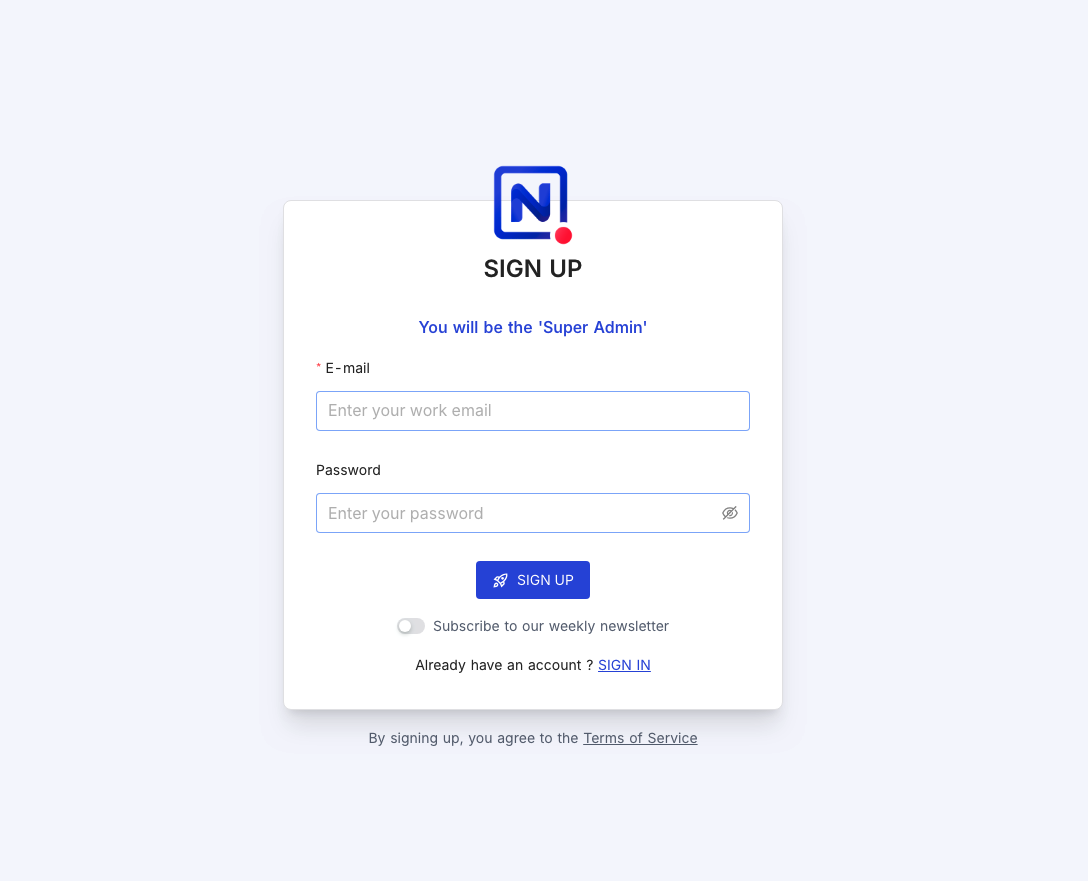 N
SIGN UP
You will be the 'Super Admin'
* E-mail
Enter your work email
Password
Enter your password
SIGN UP
Subscribe to our weekly newsletter
Already have an account ? SIGN IN
By signing up, you agree to the Terms of Service